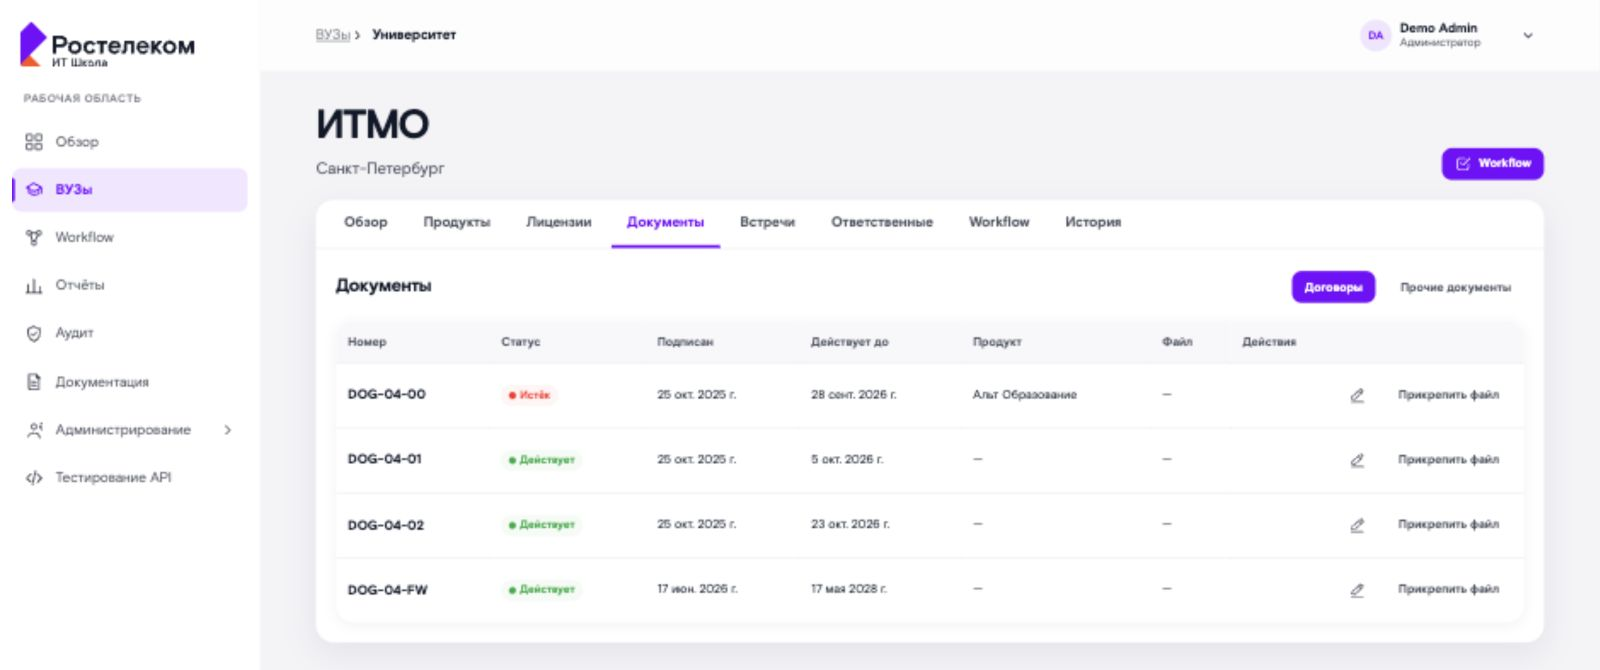 Ростелеком
ИТ Школа
РАБОЧАЯ ОБЛАСТЬ
Обзор
ВУЗы
Workflow
Отчёты
Аудит
Документация
Администрирование
Тестирование API
ВУЗы > Университет
DA
Demo Admin
Администратор
ИТМО
Санкт-Петербург
Workflow
Обзор Продукты Лицензии Документы Встречи Ответственные Workflow История
Документы
Договоры Прочие документы
Номер Статус Подписан Действует до Продукт Файл Действия
DOG-04-00 Истёк 25 окт. 2025 г. 28 сент. 2026 г. Альт Образование — Прикрепить файл
DOG-04-01 Действует 25 окт. 2025 г. 5 окт. 2026 г. — — Прикрепить файл
DOG-04-02 Действует 25 окт. 2025 г. 23 окт. 2026 г. — — Прикрепить файл
DOG-04-FW Действует 17 июн. 2026 г. 17 мая 2028 г. — — Прикрепить файл